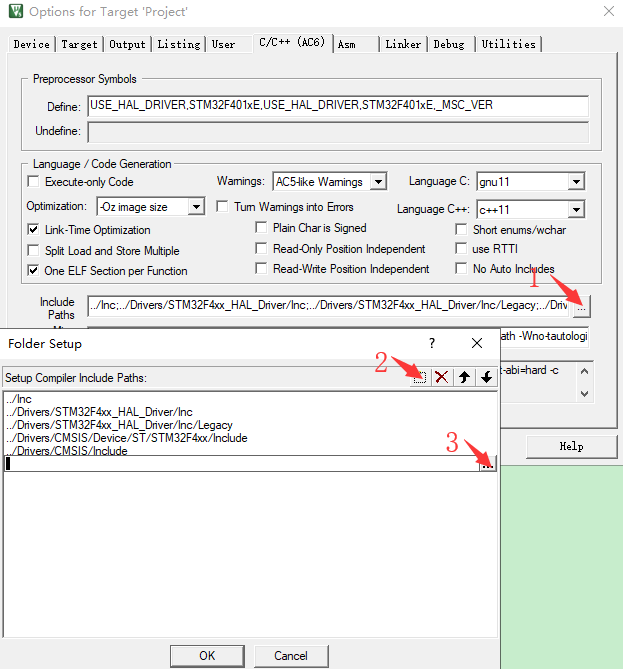 Options for Target 'Project'
Device Target Output Listing User C/C++ (AC6) Asm Linker Debug Utilities
Preprocessor Symbols
Define: USE_HAL_DRIVER,STM32F401xE,USE_HAL_DRIVER,STM32F401xE,_MSC_VER
Undefine:
Language / Code Generation
Execute-only Code Warnings: AC5-like Warnings Language C: gnu11
Optimization: -Oz image size Turn Warnings into Errors Language C++: c++11
Link-Time Optimization Plain Char is Signed Short enums/wchar
Split Load and Store Multiple Read-Only Position Independent use RTTI
One ELF Section per Function Read-Write Position Independent No Auto Includes
1
Include Paths ../Inc;../Drivers/STM32F4xx_HAL_Driver/Inc;../Drivers/STM32F4xx_HAL_Driver/Inc/Legacy;../Driv ...
ath -Wno-tautologi
t-abi=hard -c
Folder Setup ?
2
Setup Compiler Include Paths:
../Inc
../Drivers/STM32F4xx_HAL_Driver/Inc
../Drivers/STM32F4xx_HAL_Driver/Inc/Legacy
../Drivers/CMSIS/Device/ST/STM32F4xx/Include
../Drivers/CMSIS/Include
3
...
Help
OK Cancel